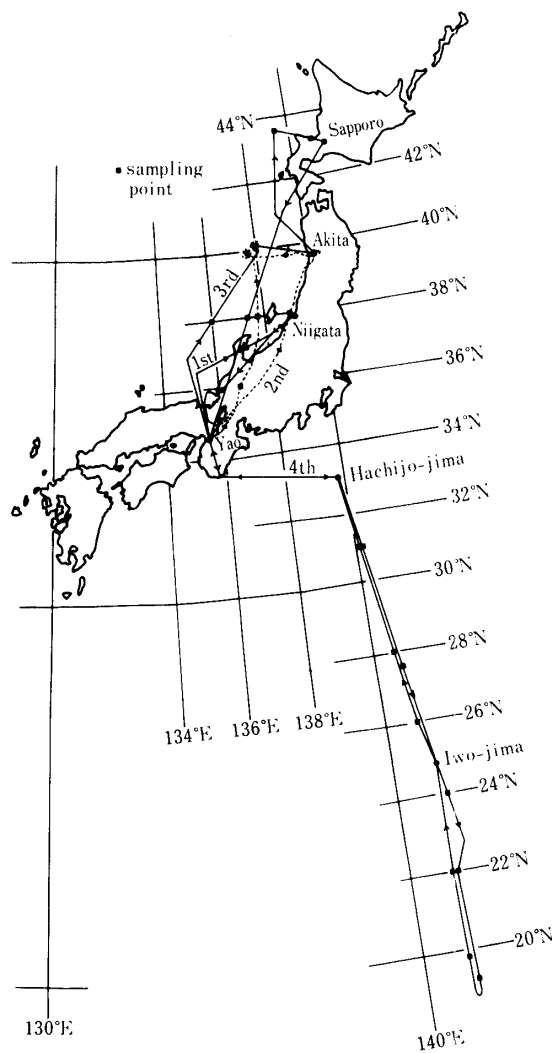 44°N
Sapporo
42°N
▪ sampling
point
40°N
Akita
38°N
3rd
Niigata
1st
36°N
2nd
34°N
Yao
4th
Hachijo-jima
32°N
30°N
28°N
26°N
134°E
136°E
138°E
Iwo-jima
24°N
22°N
20°N
130°E
140°E